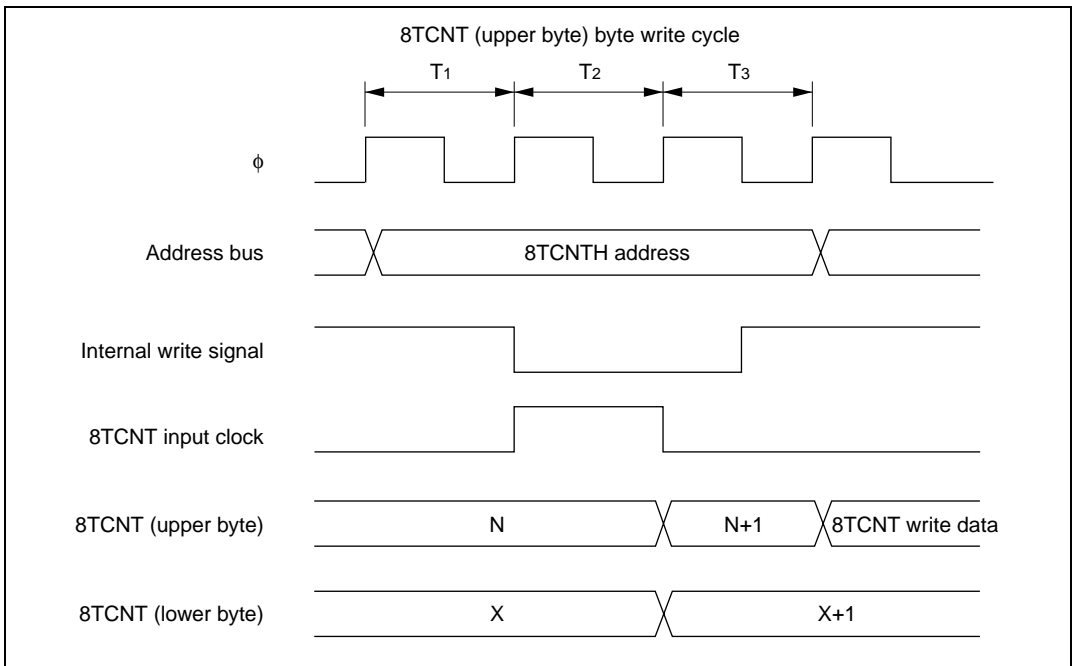 8TCNT (upper byte) byte write cycle
T1 T2 T3
ϕ
Address bus 8TCNTH address
Internal write signal
8TCNT input clock
8TCNT (upper byte) N N+1 8TCNT write data
8TCNT (lower byte) X X+1